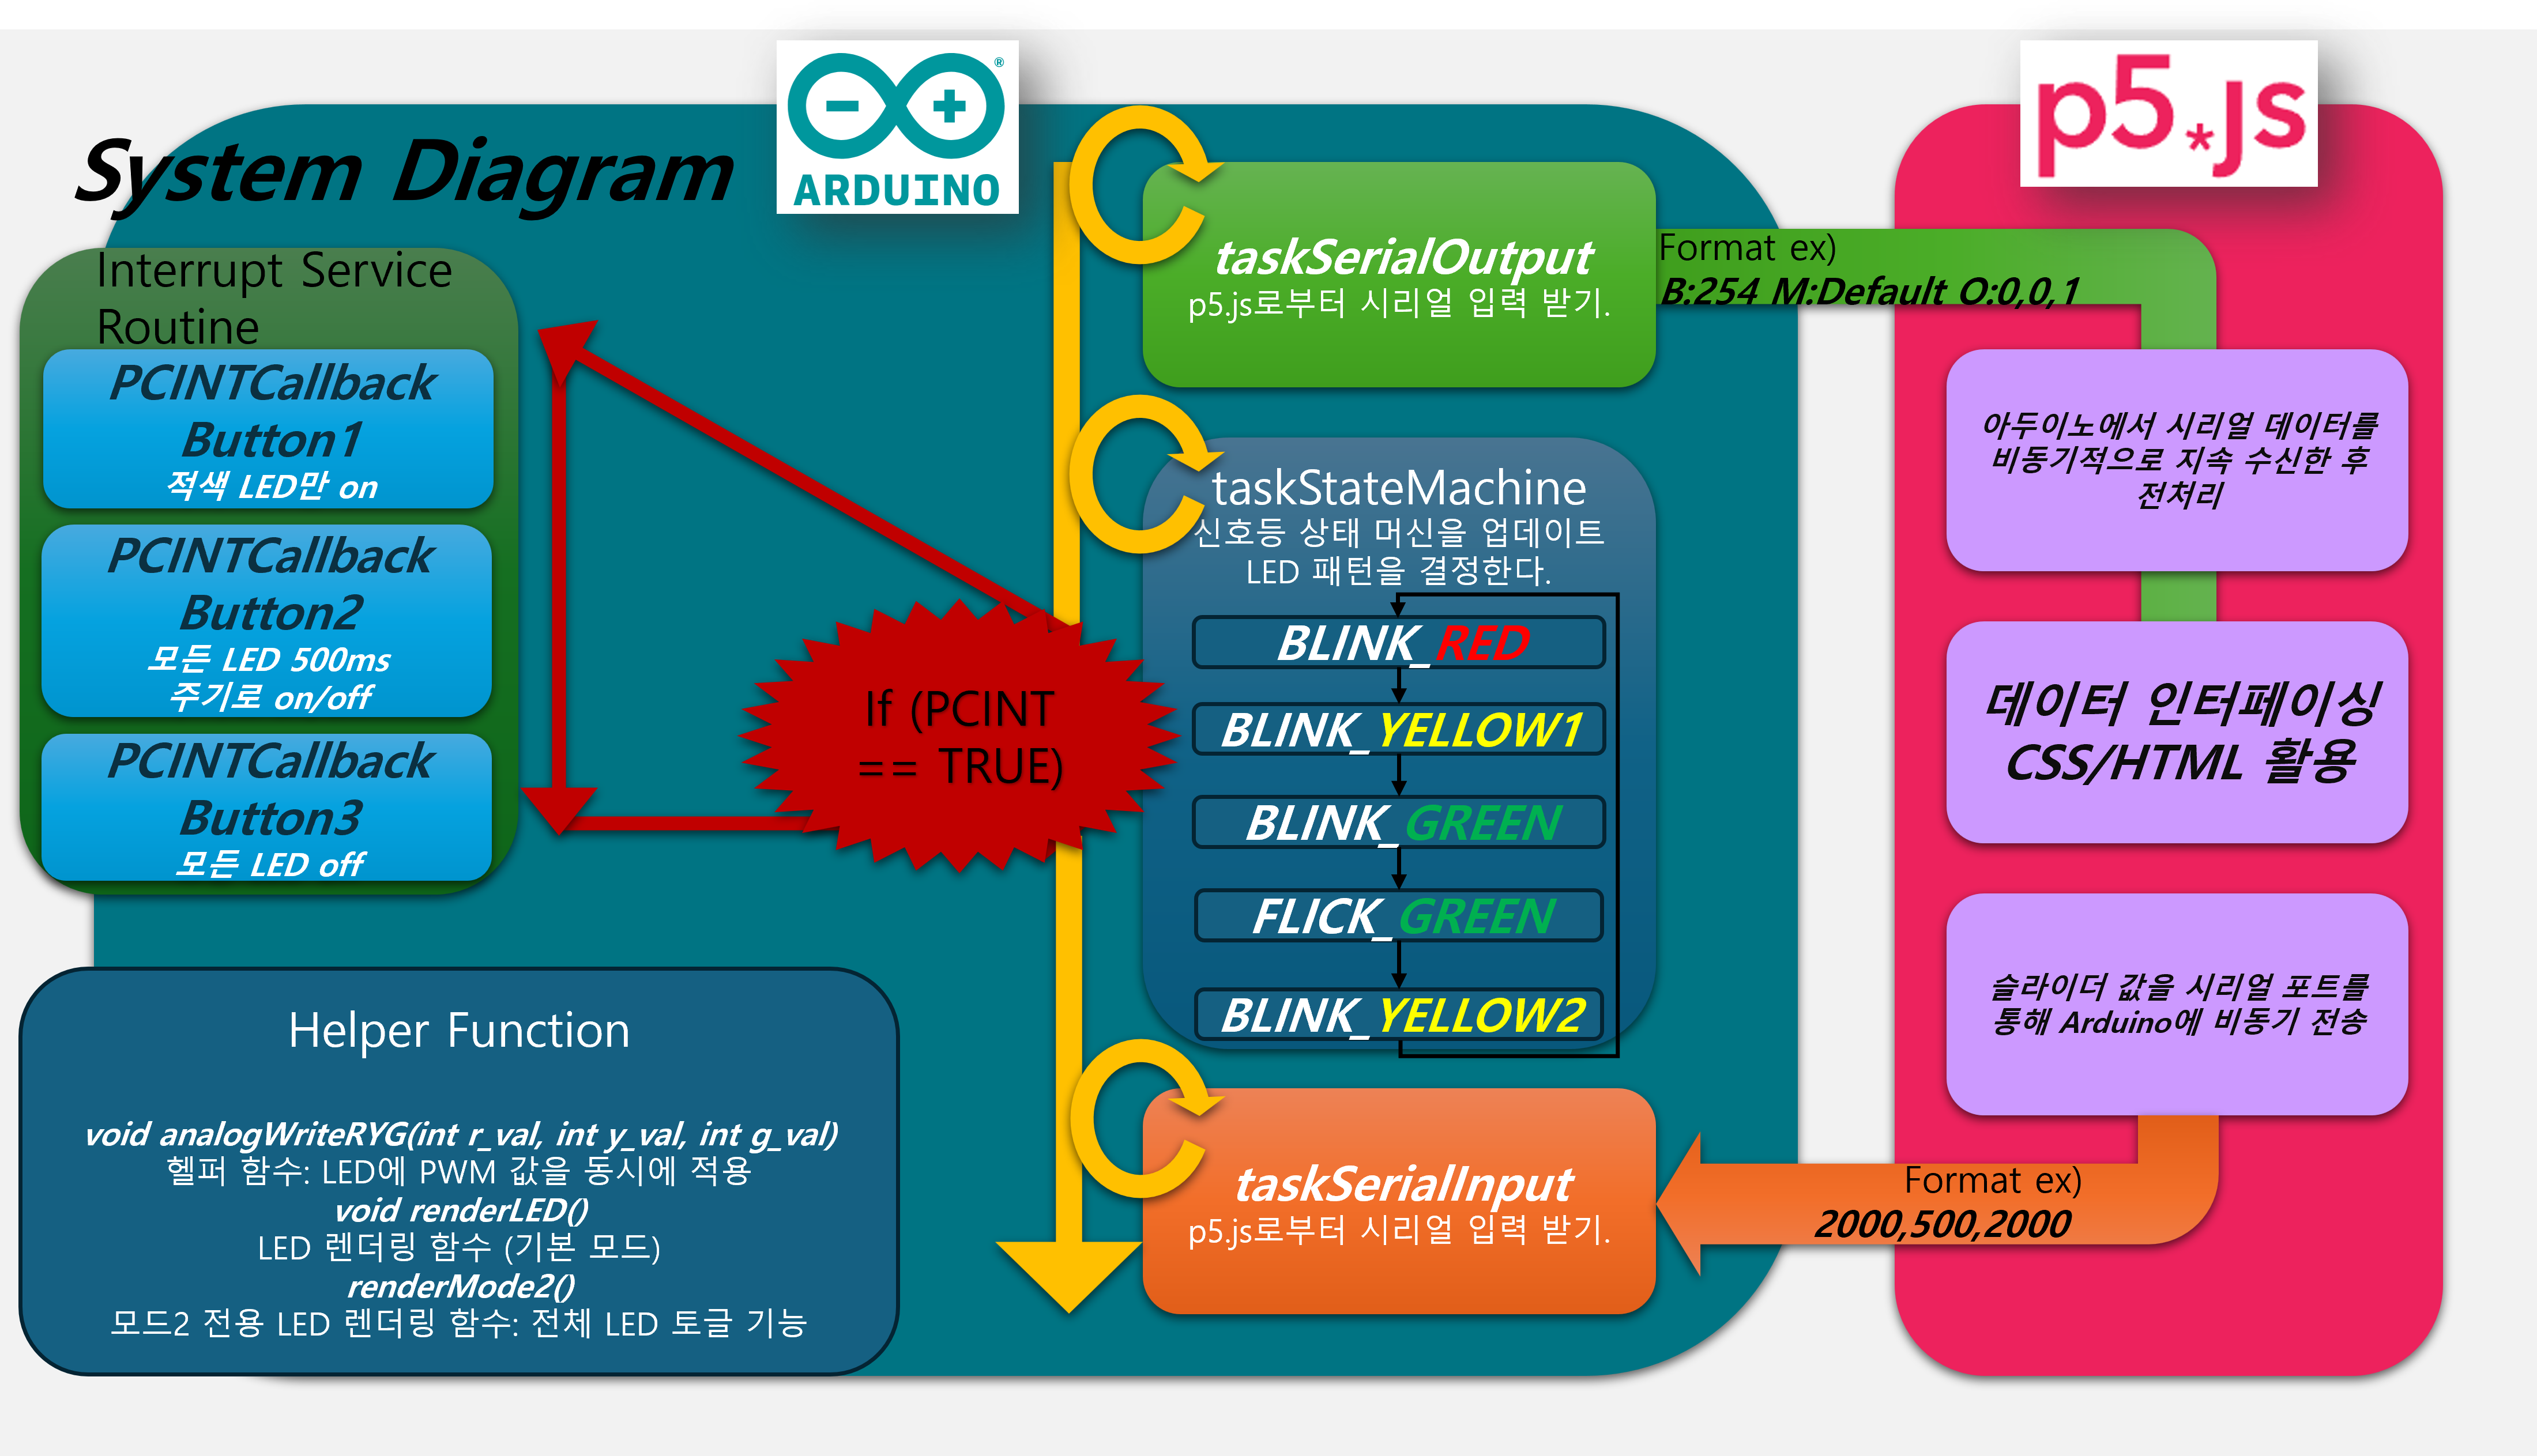 System Diagram
ARDUINO
®
p5.js
Interrupt Service
Routine
PCINTCallback
Button1
적색 LED만 on
PCINTCallback
Button2
모든 LED 500ms
주기로 on/off
PCINTCallback
Button3
모든 LED off
If (PCINT
== TRUE)
Helper Function
void analogWriteRYG(int r_val, int y_val, int g_val)
헬퍼 함수: LED에 PWM 값을 동시에 적용
void renderLED()
LED 렌더링 함수 (기본 모드)
renderMode2()
모드2 전용 LED 렌더링 함수: 전체 LED 토글 기능
taskSerialOutput
p5.js로부터 시리얼 입력 받기.
taskStateMachine
신호등 상태 머신을 업데이트
LED 패턴을 결정한다.
BLINK_RED
BLINK_YELLOW1
BLINK_GREEN
FLICK_GREEN
BLINK_YELLOW2
taskSerialInput
p5.js로부터 시리얼 입력 받기.
Format ex)
B:254 M:Default O:0,0,1
아두이노에서 시리얼 데이터를
비동기적으로 지속 수신한 후
전처리
데이터 인터페이싱
CSS/HTML 활용
슬라이더 값을 시리얼 포트를
통해 Arduino에 비동기 전송
Format ex)
2000,500,2000